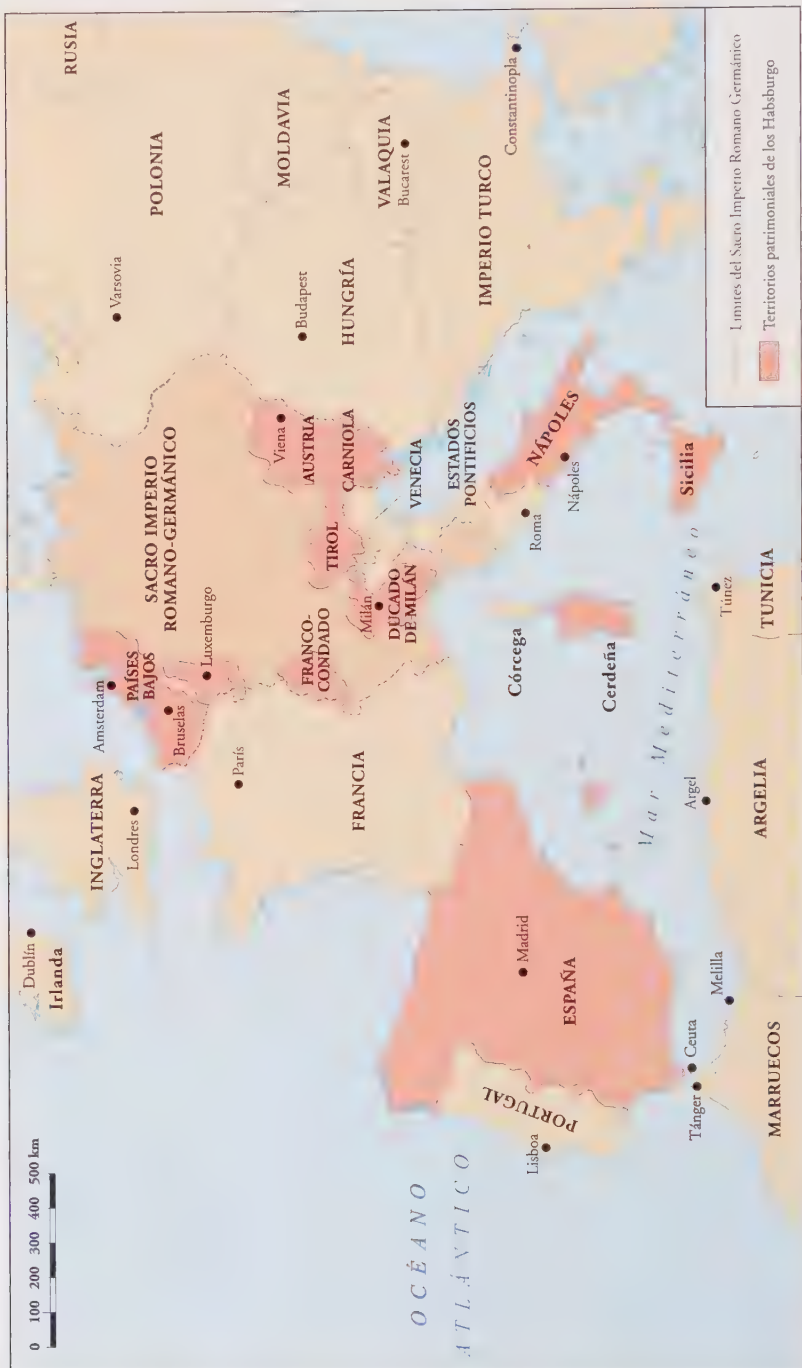 0 100 200 300 400 500 km
OCÉANO
ATLÁNTICO
Dublín
Irlanda
INGLATERRA
Londres
Amsterdam
PAÍSES
BAJOS
Bruselas
Luxemburgo
París
FRANCIA
FRANCO-
CONDADO
SACRO IMPERIO
ROMANO-GERMÁNICO
Varsovia
POLONIA
RUSIA
Viena
AUSTRIA
CARNIOLA
TIROL
Milán
DUCADO
DE MILÁN
VENECIA
ESTADOS
PONTIFICIOS
Budapest
HUNGRÍA
MOLDAVIA
VALAQUIA
Bucarest
IMPERIO TURCO
Constantinopla
Roma
NÁPOLES
Nápoles
Sicilia
Córcega
Cerdeña
Mar Mediterráneo
PORTUGAL
Lisboa
Madrid
ESPAÑA
Tánger
Ceuta
Melilla
MARRUECOS
Argel
ARGELIA
Túnez
TUNICIA
Límites del Sacro Imperio Romano Germánico
Territorios patrimoniales de los Habsburgo